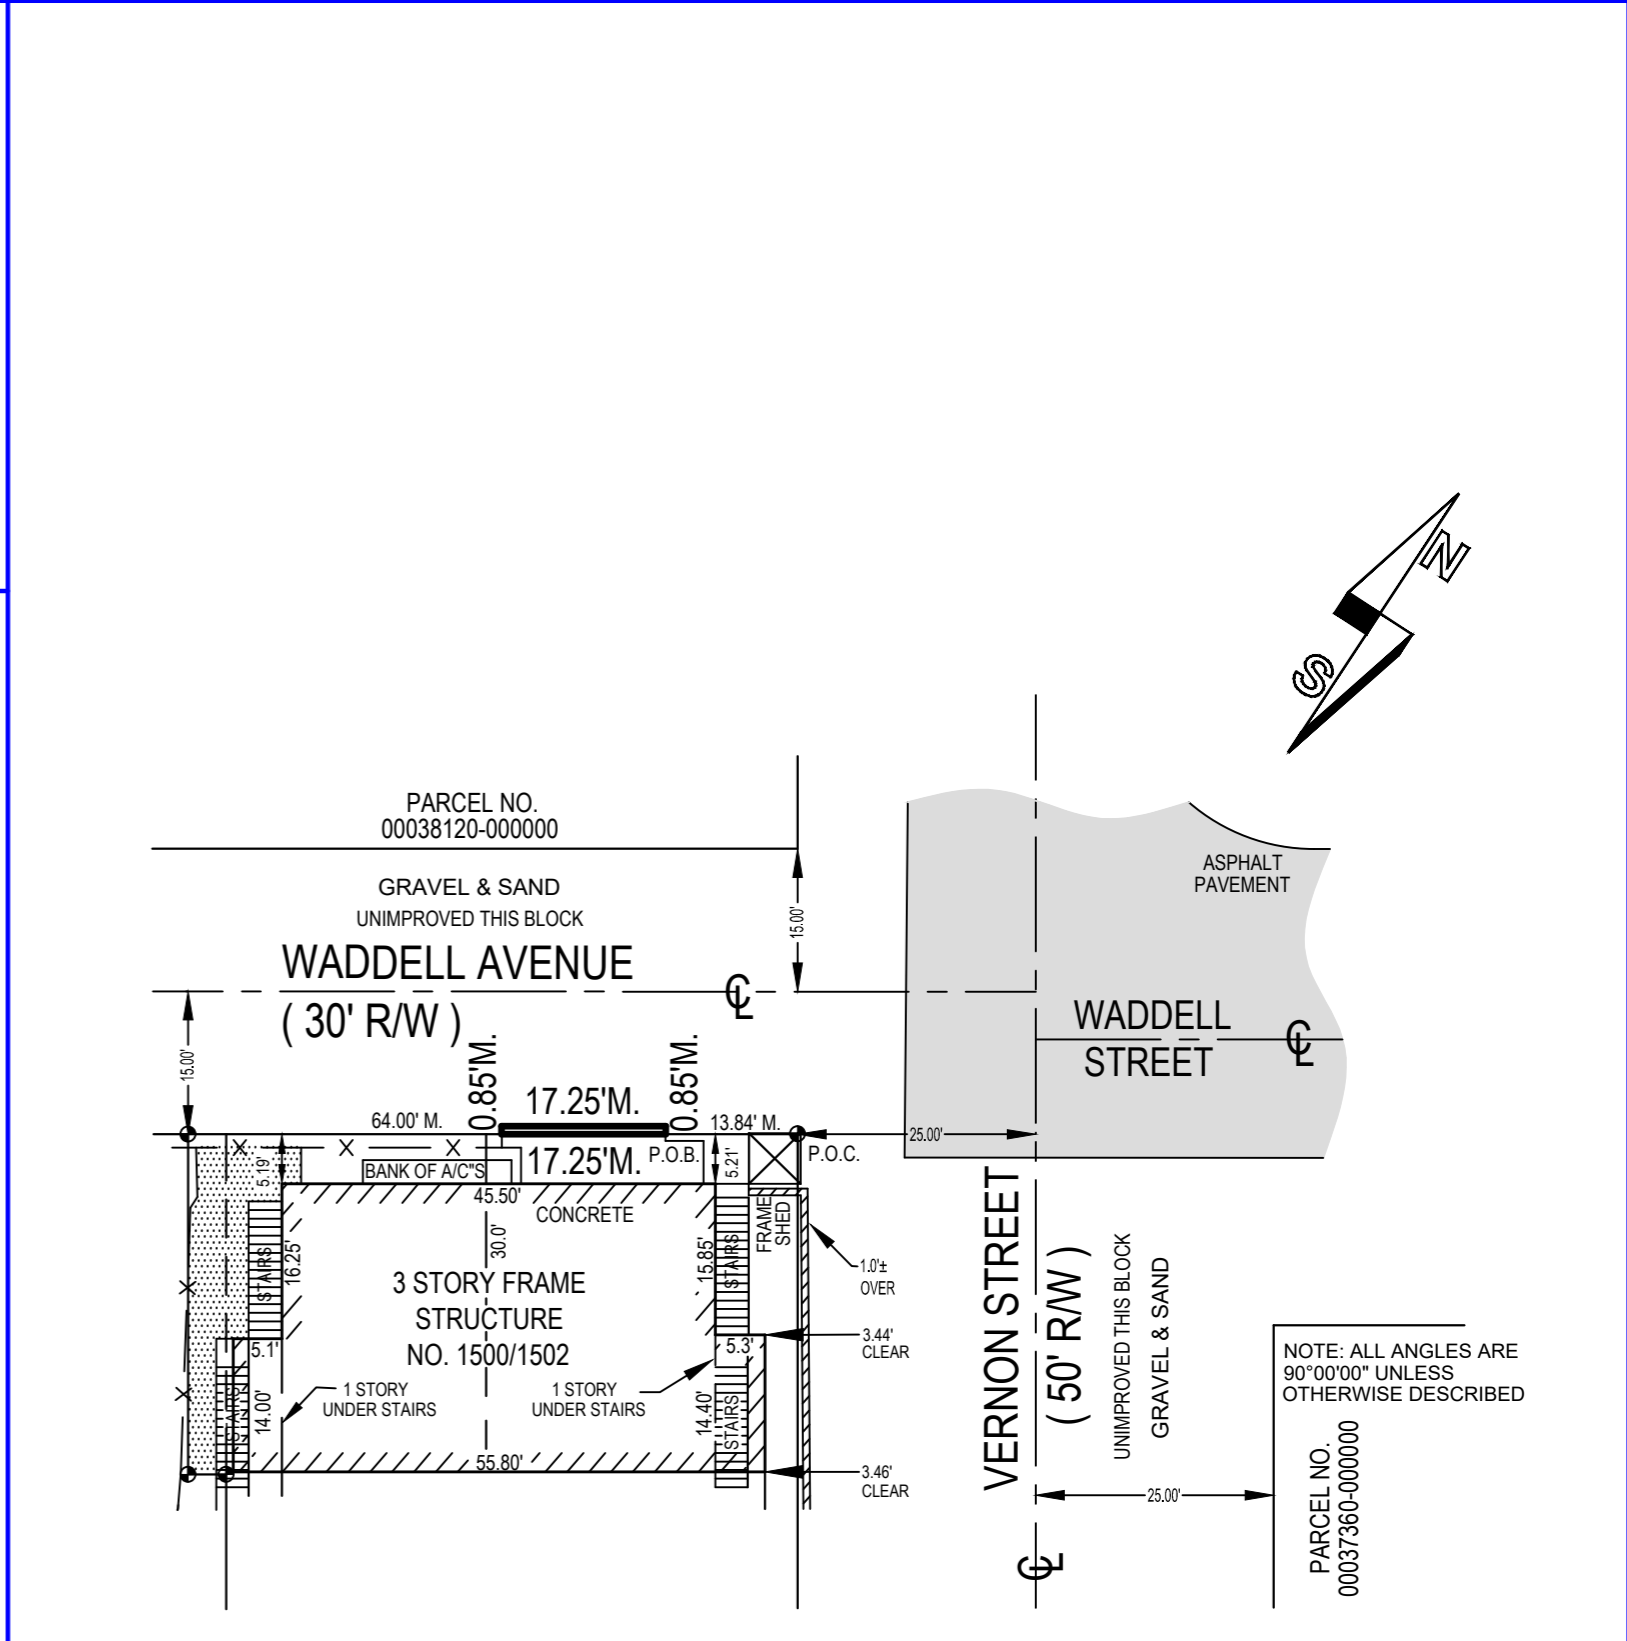 N
S
PARCEL NO.
00038120-000000
GRAVEL & SAND
UNIMPROVED THIS BLOCK
WADDELL AVENUE
( 30' R/W )
15.00'
15.00'
ASPHALT
PAVEMENT
WADDELL
STREET
0.85'M.
17.25'M.
0.85'M.
64.00' M.
13.84' M.
25.00'
17.25'M.
P.O.B.
P.O.C.
5.19'
5.21'
BANK OF A/C"S
45.50'
CONCRETE
FRAME
SHED
STAIRS
16.25'
30.0'
15.85'
STAIRS
1.0'±
OVER
3 STORY FRAME
STRUCTURE
NO. 1500/1502
3.44'
CLEAR
5.1'
5.3'
1 STORY
UNDER STAIRS
1 STORY
UNDER STAIRS
STAIRS
14.00'
14.40'
STAIRS
55.80'
3.46'
CLEAR
VERNON STREET
( 50' R/W )
UNIMPROVED THIS BLOCK
GRAVEL & SAND
25.00'
NOTE: ALL ANGLES ARE
90°00'00" UNLESS
OTHERWISE DESCRIBED
PARCEL NO.
00037360-000000